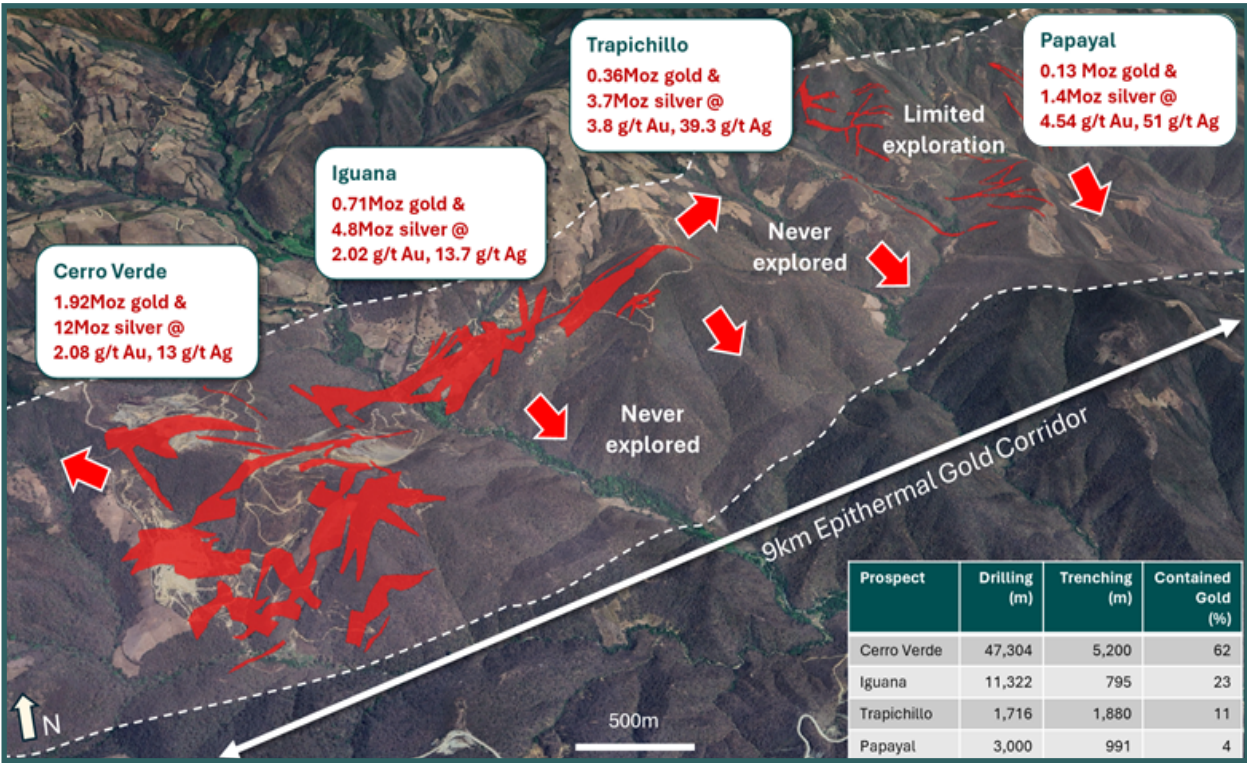 Trapichillo
0.36Moz gold &
3.7Moz silver @
3.8 g/t Au, 39.3 g/t Ag
Papayal
0.13 Moz gold &
1.4Moz silver @
4.54 g/t Au, 51 g/t Ag
Limited
exploration
Iguana
0.71Moz gold &
4.8Moz silver @
2.02 g/t Au, 13.7 g/t Ag
Never
explored
Cerro Verde
1.92Moz gold &
12Moz silver @
2.08 g/t Au, 13 g/t Ag
Never
explored
9km Epithermal Gold Corridor
N
500m
Prospect Drilling (m) Trenching (m) Contained Gold (%)
Cerro Verde 47,304 5,200 62
Iguana 11,322 795 23
Trapichillo 1,716 1,880 11
Papayal 3,000 991 4